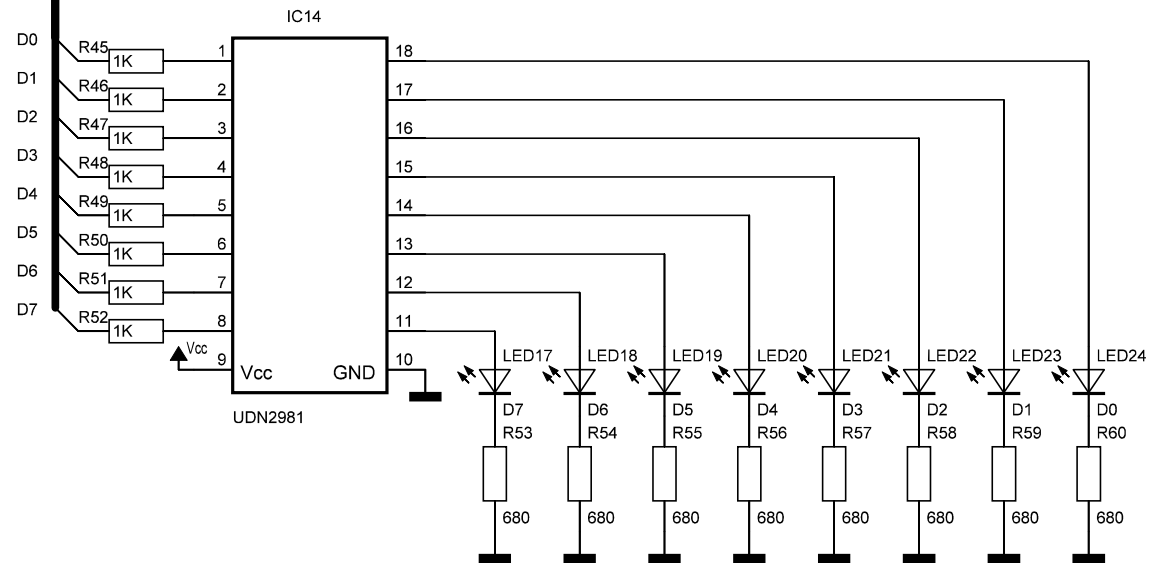 IC14
D0 R45 1K 1 18
D1 R46 1K 2 17
D2 R47 1K 3 16
D3 R48 1K 4 15
D4 R49 1K 5 14
D5 R50 1K 6 13
D6 R51 1K 7 12
D7 R52 1K 8 11
Vcc 9 10
LED17 LED18 LED19 LED20 LED21 LED22 LED23 LED24
Vcc GND
D7 D6 D5 D4 D3 D2 D1 D0
UDN2981
R53 R54 R55 R56 R57 R58 R59 R60
680 680 680 680 680 680 680 680